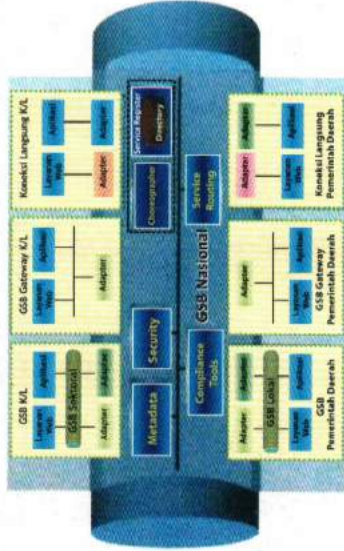 GSB K/L
Layanan Web
Aplikasi
GSB Sektoral
Adapter
Adapter
GSB Gateway K/L
Layanan Web
Aplikasi
Adapter
Koneksi Langsung K/L
Layanan Web
Aplikasi
Adapter
Adapter
Metadata
Security
Choreographer
Service Register
Directory
GSB Nasional
Compliance Tools
Service Routing
Adapter
Adapter
GSB Lokal
Layanan Web
Aplikasi
GSB
Pemerintah Daerah
Adapter
Layanan Web
Aplikasi
GSB Gateway
Pemerintah Daerah
Adapter
Adapter
Layanan Web
Aplikasi
Koneksi Langsung
Pemerintah Daerah